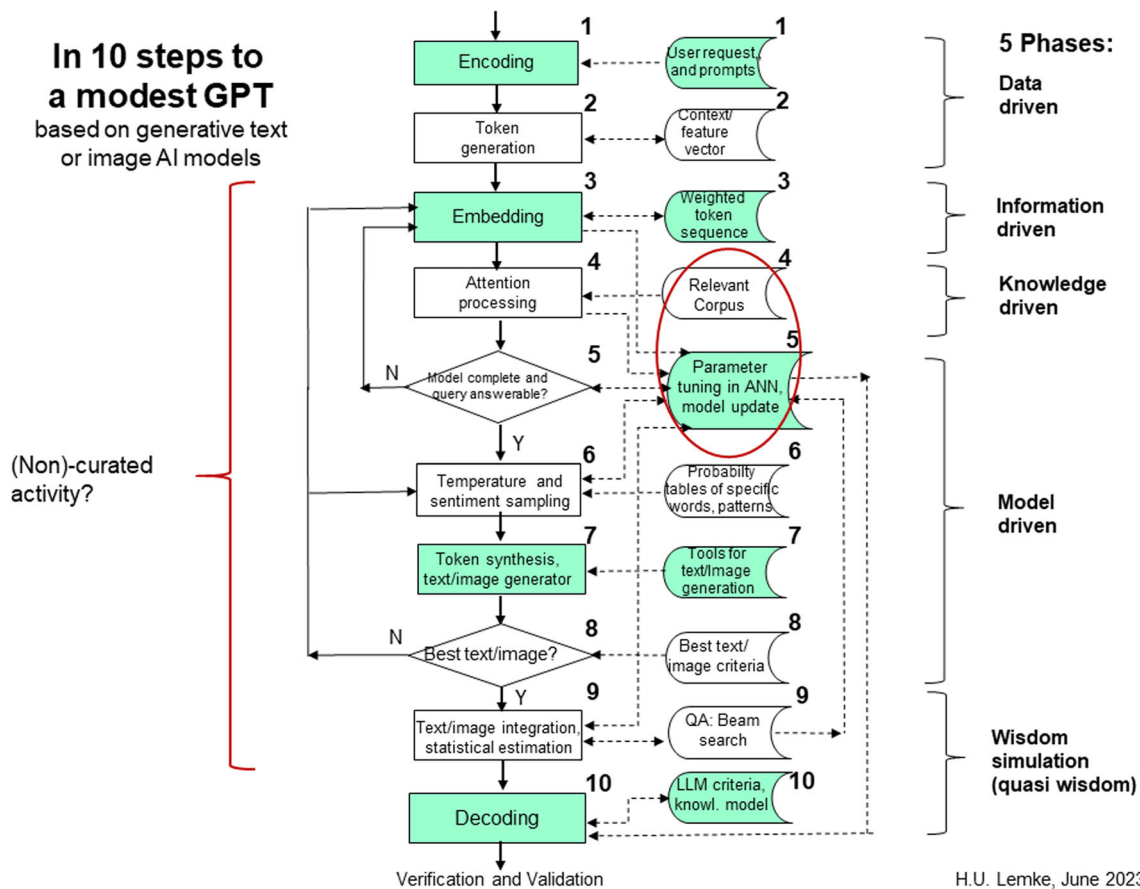 In 10 steps to
a modest GPT
based on generative text
or image AI models
(Non)-curated
activity?
1
Encoding
1
User request,
and prompts
2
Token
generation
2
Context/
feature
vector
3
Embedding
3
Weighted
token
sequence
4
Attention
processing
4
Relevant
Corpus
5
Model complete and
query answerable?
N
Y
5
Parameter
tuning in ANN,
model update
6
Temperature and
sentiment sampling
6
Probabilty
tables of specific
words, patterns
7
Token synthesis,
text/image generator
7
Tools for
text/Image
generation
8
Best text/image?
N
Y
8
Best text/
image criteria
9
Text/image integration,
statistical estimation
9
QA: Beam
search
10
Decoding
10
LLM criteria,
knowl. model
Verification and Validation
5 Phases:
Data
driven
Information
driven
Knowledge
driven
Model
driven
Wisdom
simulation
(quasi wisdom)
H.U. Lemke, June 2023